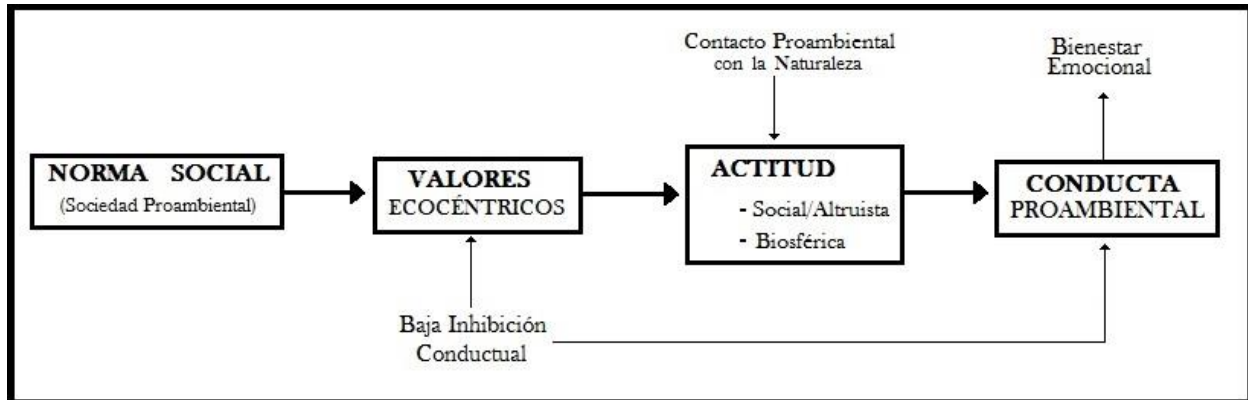 Contacto Proambiental
con la Naturaleza
Bienestar
Emocional
NORMA SOCIAL
(Sociedad Proambiental)
VALORES
ECOCÉNTRICOS
ACTITUD
- Social/Altruista
- Biosférica
CONDUCTA
PROAMBIENTAL
Baja Inhibición
Conductual